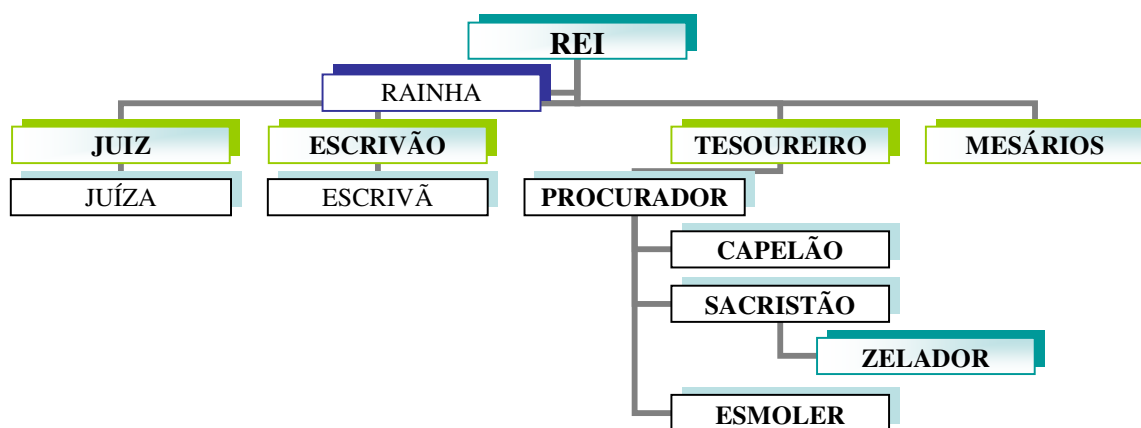 REI
RAINHA
JUIZ
ESCRIVÃO
TESOUREIRO
MESÁRIOS
JUÍZA
ESCRIVÃ
PROCURADOR
CAPELÃO
SACRISTÃO
ZELADOR
ESMOLER